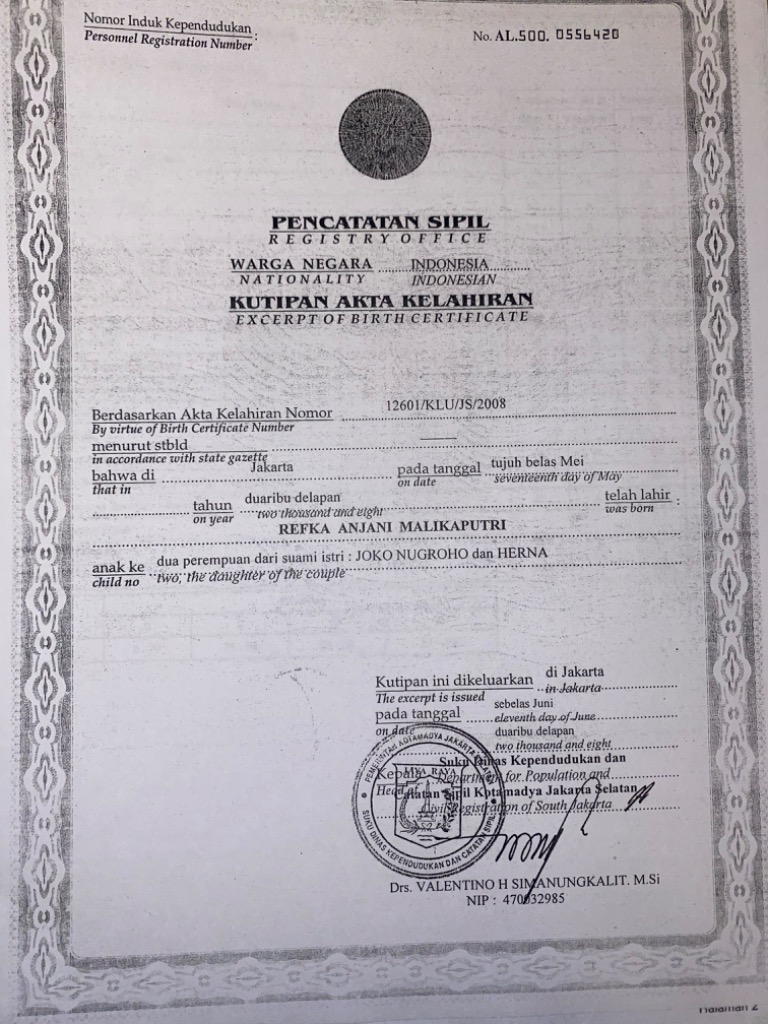 Nomor Induk Kependudukan :
Personnel Registration Number
No. AL.500. 0556420
PENCATATAN SIPIL
REGISTRY OFFICE
WARGA NEGARA INDONESIA
NATIONALITY INDONESIAN
KUTIPAN AKTA KELAHIRAN
EXCERPT OF BIRTH CERTIFICATE
Berdasarkan Akta Kelahiran Nomor 12601/KLU/JS/2008
By virtue of Birth Certificate Number
menurut stbld
in accordance with state gazette
bahwa di Jakarta pada tanggal tujuh belas Mei
that in on date seventeenth day of May
tahun duaribu delapan telah lahir :
on year two thousand and eight was born
REFKA ANJANI MALIKAPUTRI
anak ke dua perempuan dari suami istri : JOKO NUGROHO dan HERNA
child no two, the daughter of the couple
Kutipan ini dikeluarkan di Jakarta
The excerpt is issued in Jakarta
pada tanggal sebelas Juni
on date eleventh day of June
duaribu delapan
two thousand and eight
Kepala Suku Dinas Kependudukan dan
Head of Department for Population and
Catatan Sipil Kotamadya Jakarta Selatan
Civil Registration of South Jakarta
PEMERINTAH KOTAMADYA JAKARTA SELATAN
JAYA RAYA
SUKU DINAS KEPENDUDUKAN DAN CATATAN SIPIL
Drs. VALENTINO H SIMANUNGKALIT. M.Si
NIP : 470032985
Halaman 2